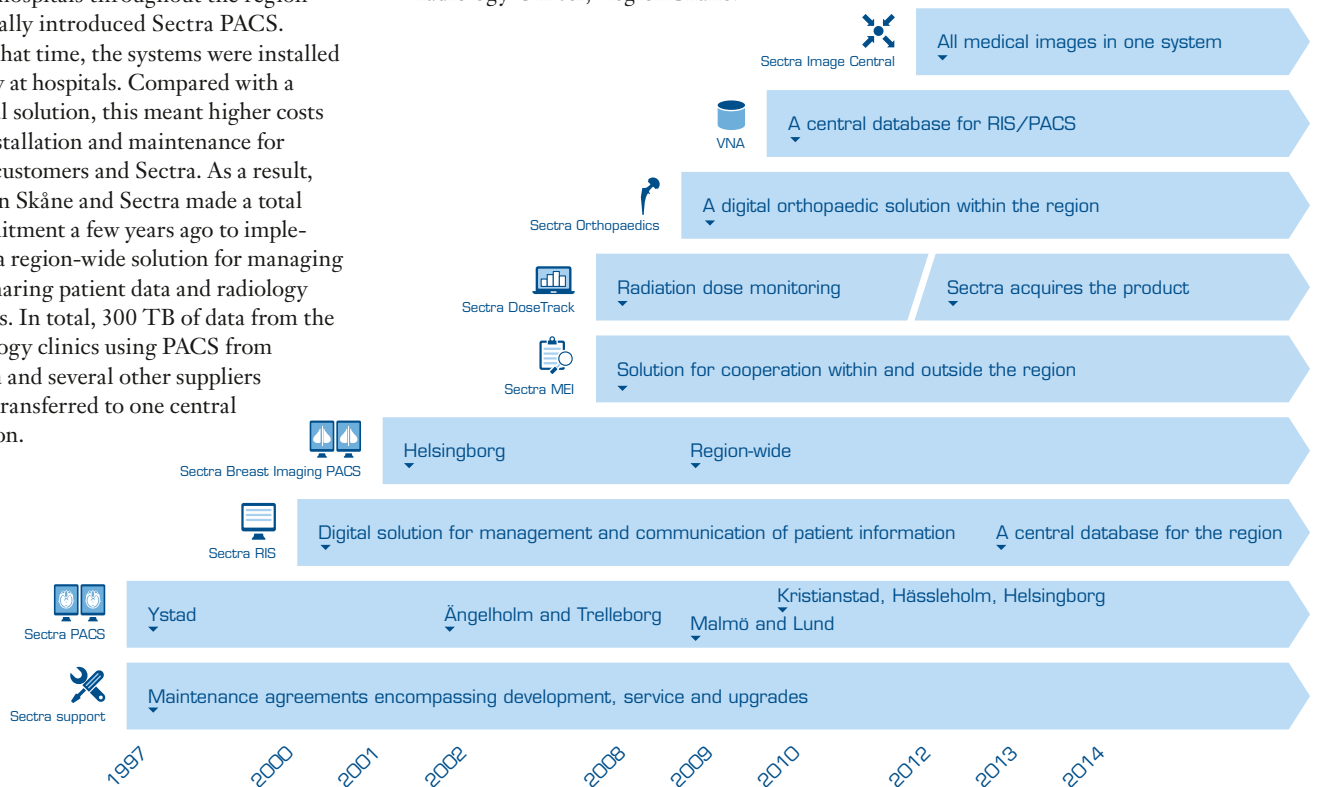 hospitals throughout the region
ally introduced Sectra PACS.
hat time, the systems were installed
at hospitals. Compared with a
l solution, this meant higher costs
stallation and maintenance for
customers and Sectra. As a result,
n Skåne and Sectra made a total
itment a few years ago to imple-
a region-wide solution for managing
haring patient data and radiology
s. In total, 300 TB of data from the
logy clinics using PACS from
and several other suppliers
transferred to one central
on.
Sectra Image Central
All medical images in one system
VNA
A central database for RIS/PACS
Sectra Orthopaedics
A digital orthopaedic solution within the region
Sectra DoseTrack
Radiation dose monitoring
Sectra acquires the product
Sectra MEI
Solution for cooperation within and outside the region
Sectra Breast Imaging PACS
Helsingborg
Region-wide
Sectra RIS
Digital solution for management and communication of patient information
A central database for the region
Sectra PACS
Ystad
Ängelholm and Trelleborg
Malmö and Lund
Kristianstad, Hässleholm, Helsingborg
Sectra support
Maintenance agreements encompassing development, service and upgrades
1997
2000
2001
2002
2008
2009
2010
2012
2013
2014